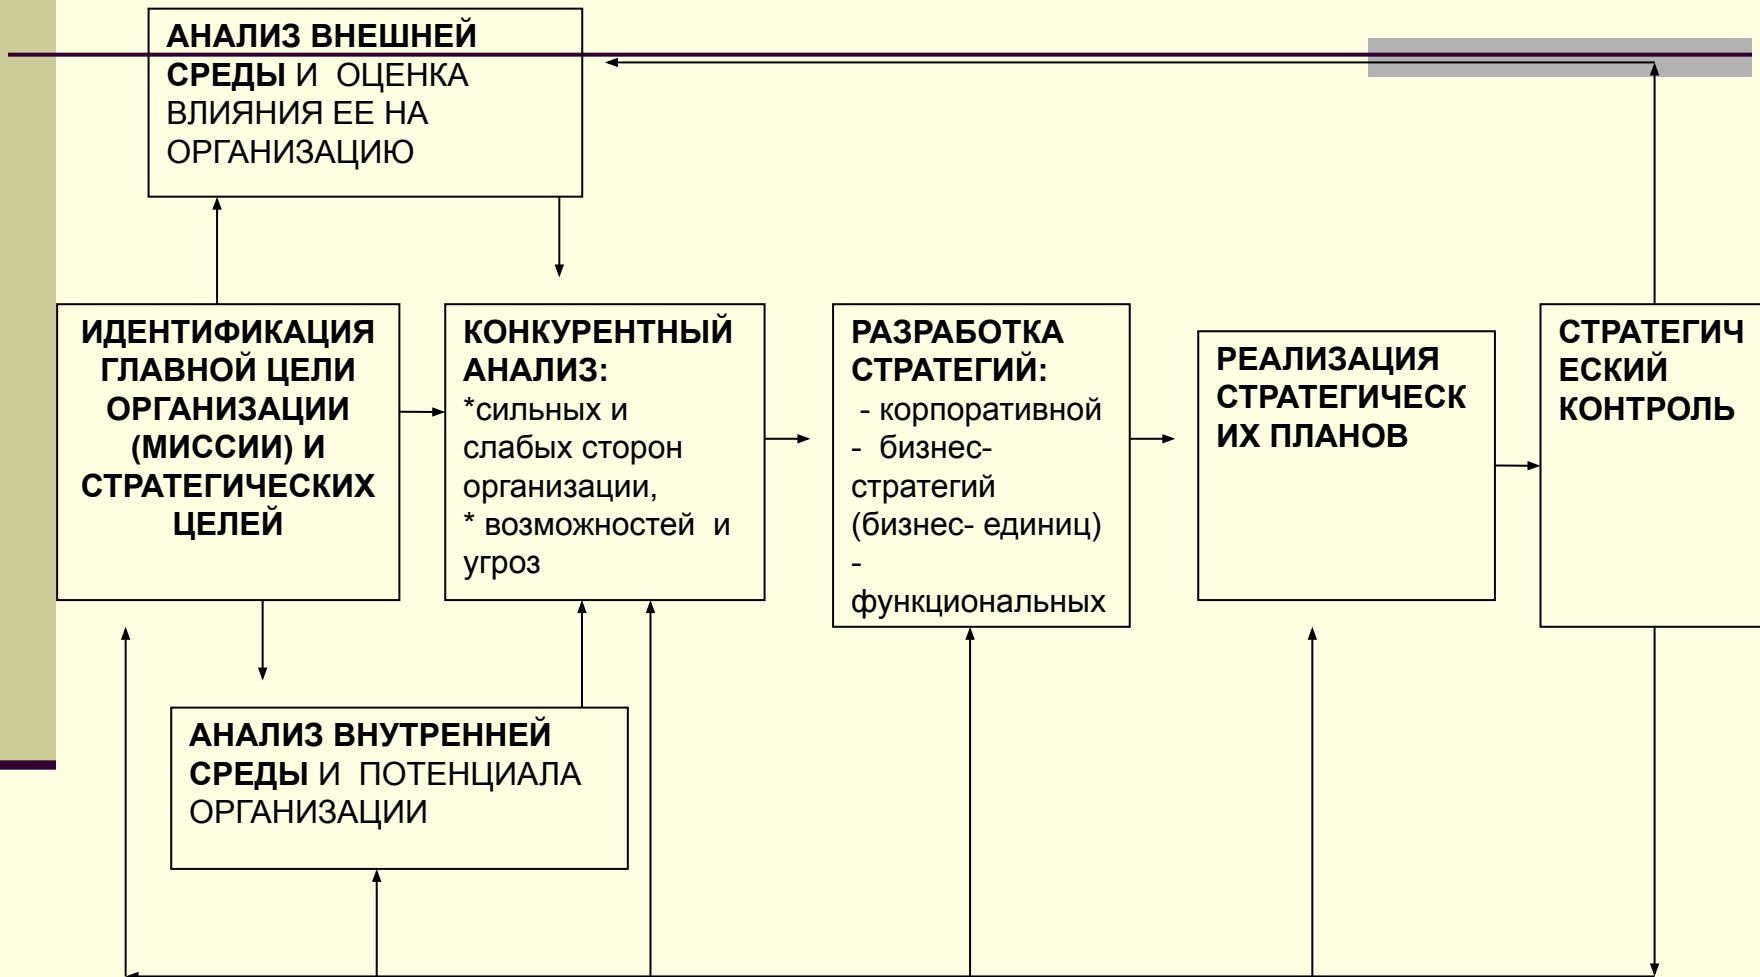 АНАЛИЗ ВНЕШНЕЙ
СРЕДЫ И ОЦЕНКА
ВЛИЯНИЯ ЕЕ НА
ОРГАНИЗАЦИЮ
ИДЕНТИФИКАЦИЯ
ГЛАВНОЙ ЦЕЛИ
ОРГАНИЗАЦИИ
(МИССИИ) И
СТРАТЕГИЧЕСКИХ
ЦЕЛЕЙ
КОНКУРЕНТНЫЙ
АНАЛИЗ:
*сильных и
слабых сторон
организации,
* возможностей и
угроз
РАЗРАБОТКА
СТРАТЕГИЙ:
- корпоративной
- бизнес-
стратегий
(бизнес- единиц)
-
функциональных
РЕАЛИЗАЦИЯ
СТРАТЕГИЧЕСК
ИХ ПЛАНОВ
СТРАТЕГИЧ
ЕСКИЙ
КОНТРОЛЬ
АНАЛИЗ ВНУТРЕННЕЙ
СРЕДЫ И ПОТЕНЦИАЛА
ОРГАНИЗАЦИИ